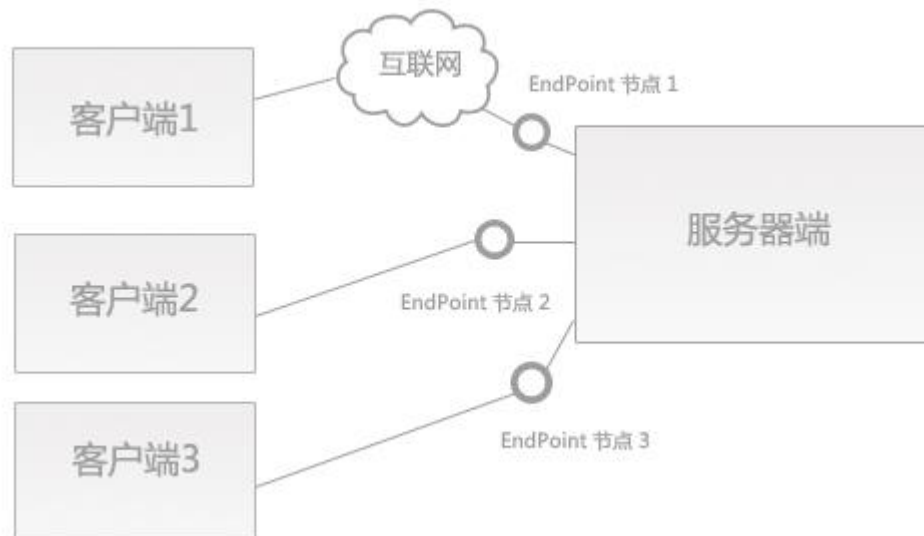 互联网
EndPoint 节点 1
客户端1
服务器端
客户端2
EndPoint 节点 2
EndPoint 节点 3
客户端3